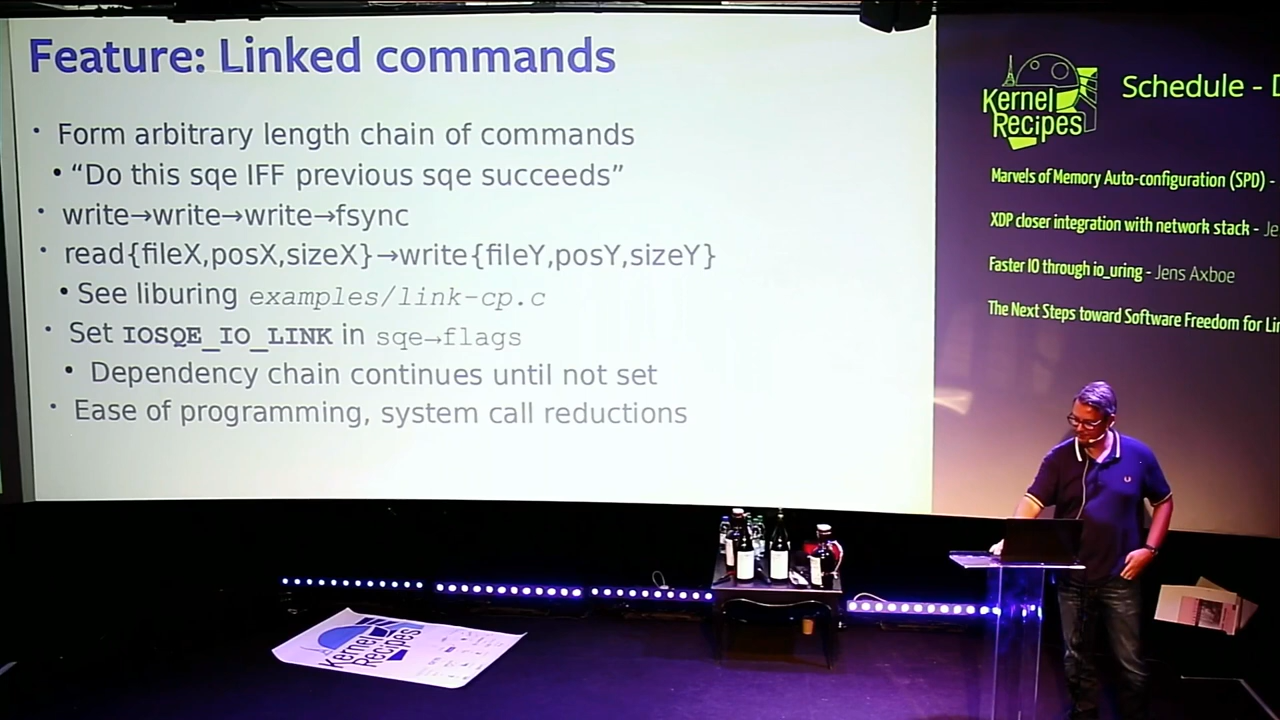 Feature: Linked commands
• Form arbitrary length chain of commands
• “Do this sqe IFF previous sqe succeeds”
• write→write→write→fsync
• read{fileX,posX,sizeX}→write{fileY,posY,sizeY}
• See liburing examples/link-cp.c
• Set IOSQE_IO_LINK in sqe→flags
• Dependency chain continues until not set
• Ease of programming, system call reductions
Kernel
Recipes
Schedule - D
Marvels of Memory Auto-configuration (SPD) -
XDP closer integration with network stack - Je
Faster IO through io_uring - Jens Axboe
The Next Steps toward Software Freedom for Li
Kernel
Recipes